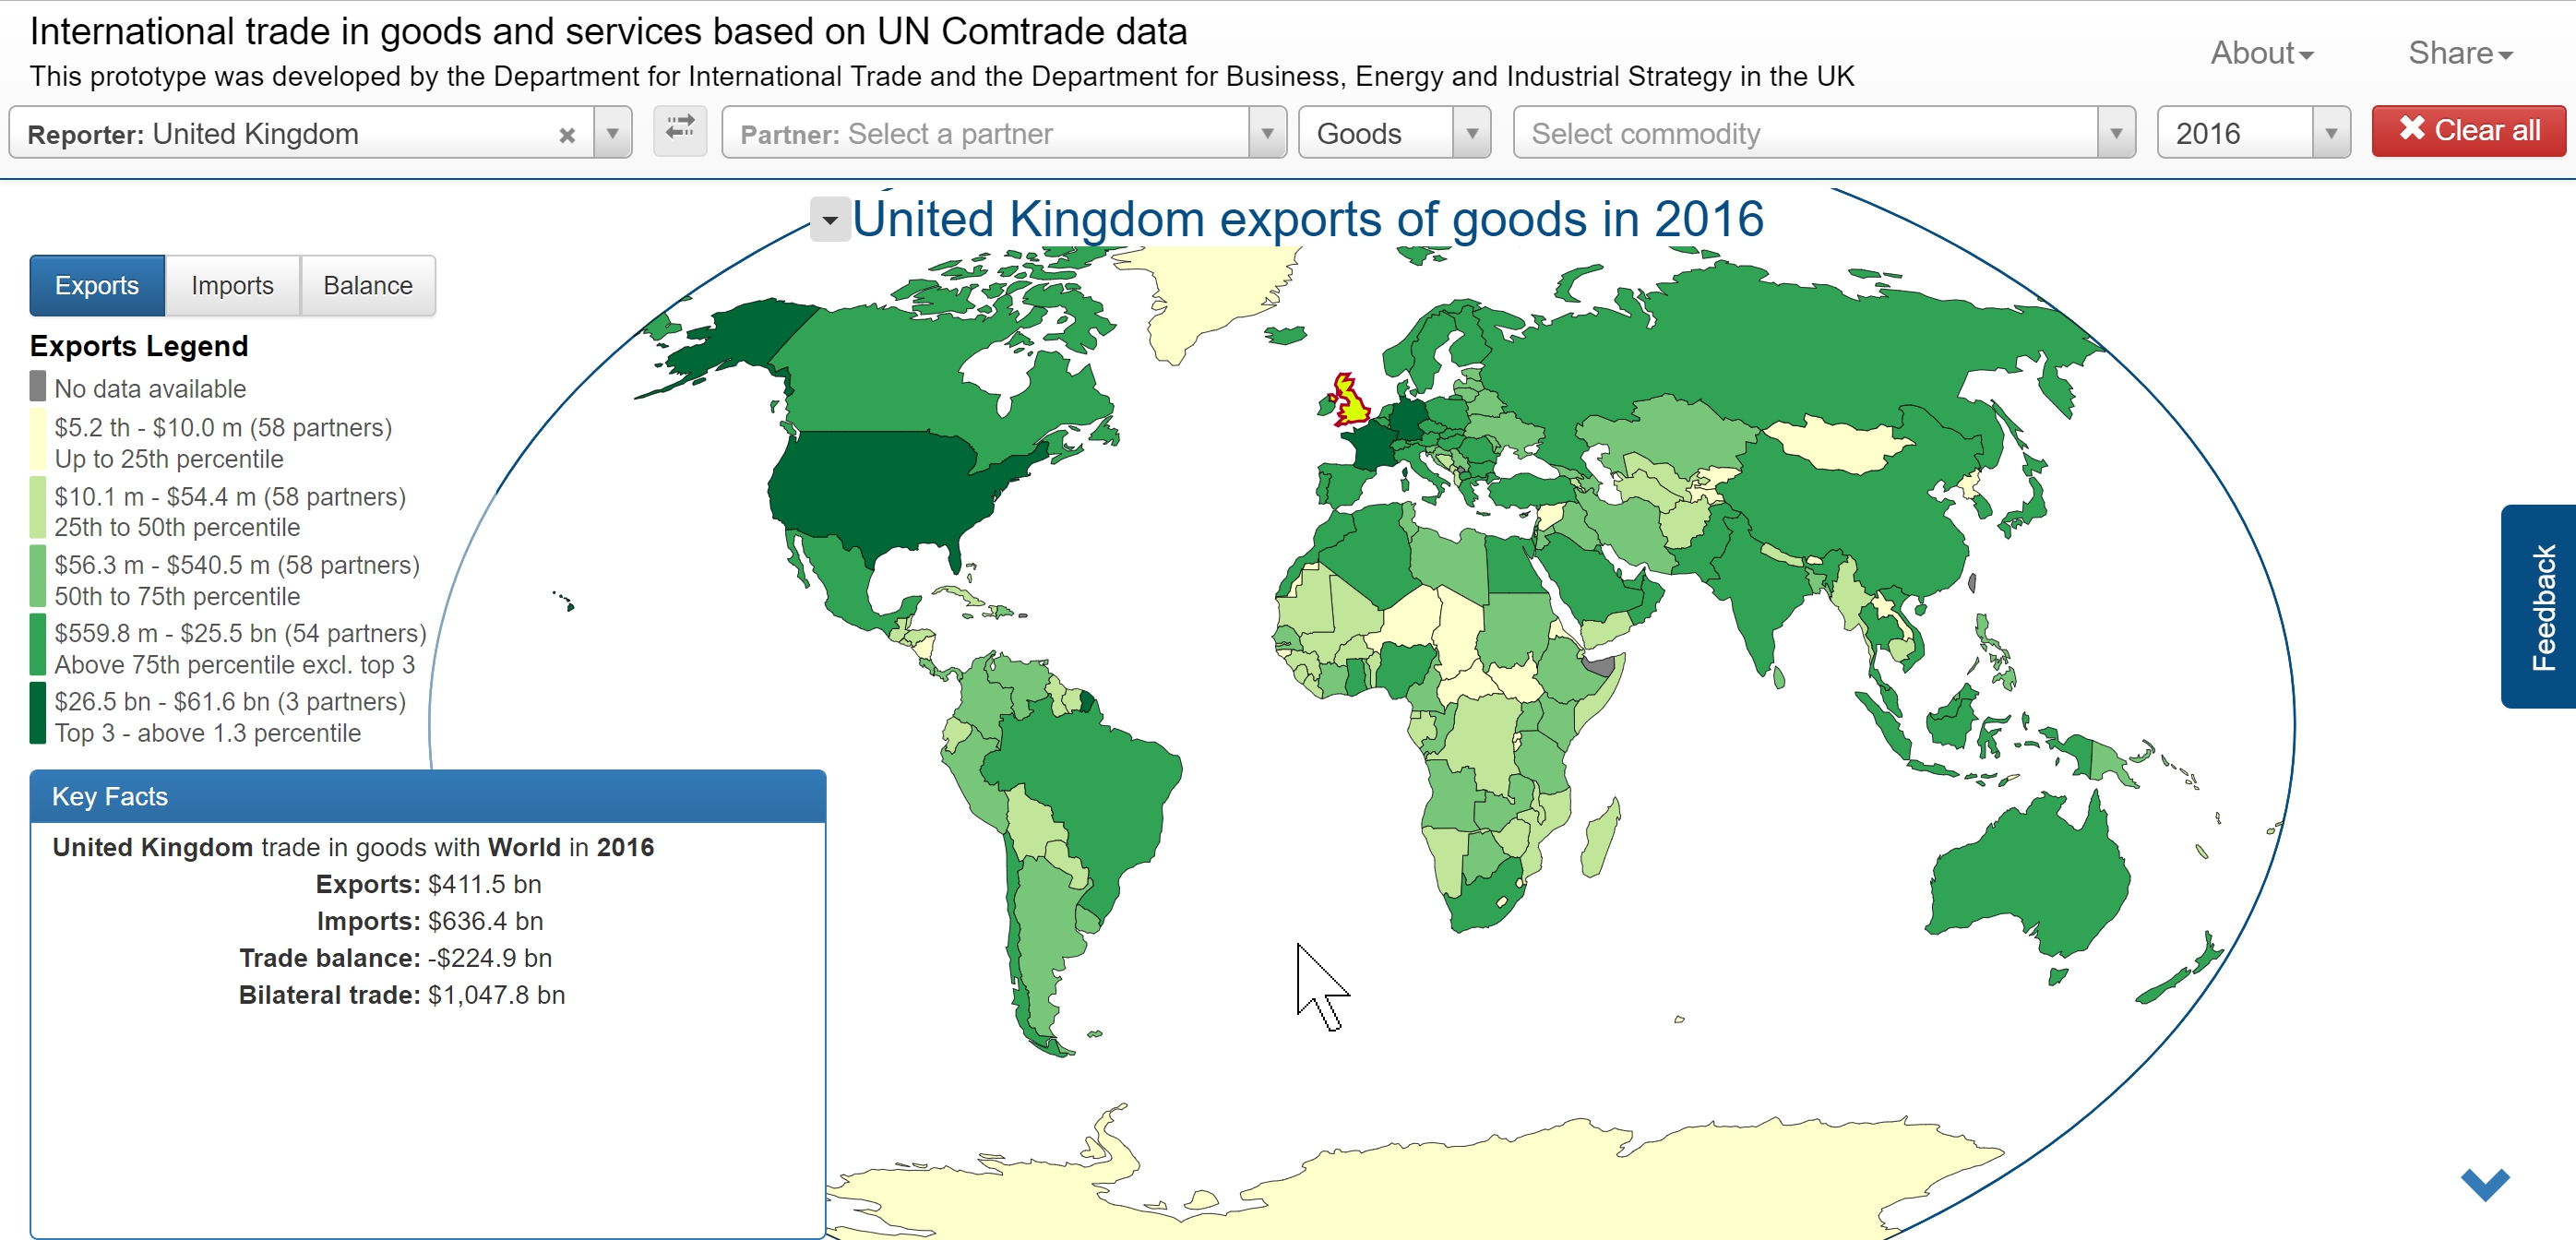 International trade in goods and services based on UN Comtrade data
This prototype was developed by the Department for International Trade and the Department for Business, Energy and Industrial Strategy in the UK
About
Share
Reporter: United Kingdom
Partner: Select a partner
Goods
Select commodity
2016
Clear all
United Kingdom exports of goods in 2016
Exports
Imports
Balance
Exports Legend
No data available
$5.2 th - $10.0 m (58 partners)
Up to 25th percentile
$10.1 m - $54.4 m (58 partners)
25th to 50th percentile
$56.3 m - $540.5 m (58 partners)
50th to 75th percentile
$559.8 m - $25.5 bn (54 partners)
Above 75th percentile excl. top 3
$26.5 bn - $61.6 bn (3 partners)
Top 3 - above 1.3 percentile
Key Facts
United Kingdom trade in goods with World in 2016
Exports: $411.5 bn
Imports: $636.4 bn
Trade balance: -$224.9 bn
Bilateral trade: $1,047.8 bn
Feedback